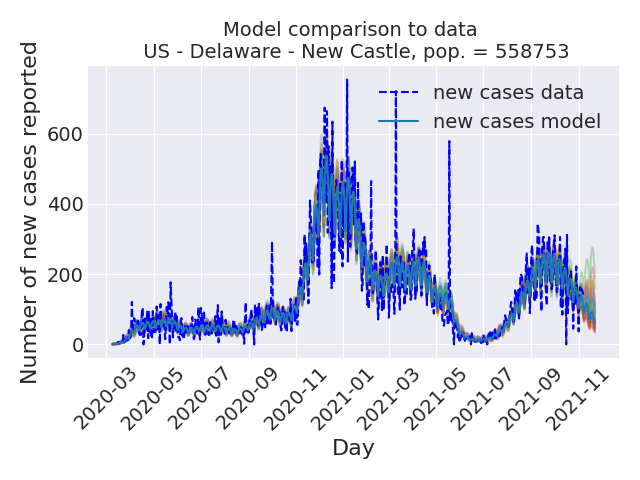 Model comparison to data
US - Delaware - New Castle, pop. = 558753
Number of new cases reported
600
400
200
0
new cases data
new cases model
2020-03
2020-05
2020-07
2020-09
2020-11
2021-01
2021-03
2021-05
2021-07
2021-09
2021-11
Day